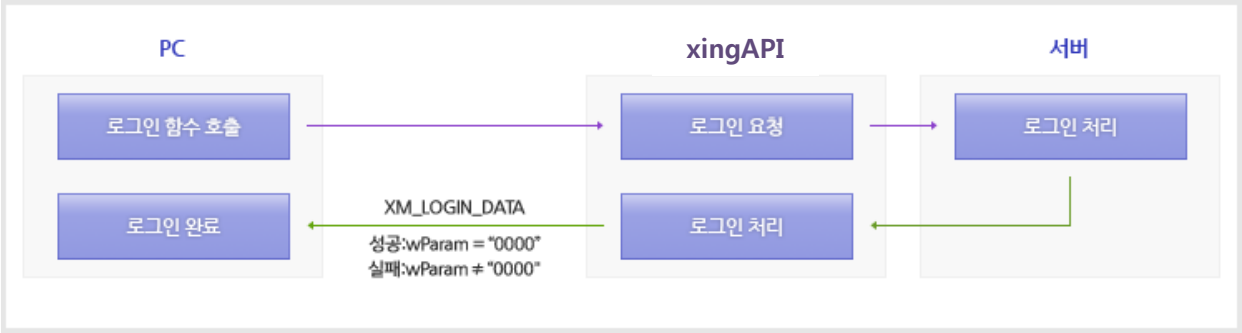 PC
xingAPI
서버
로그인 함수 호출
로그인 요청
로그인 처리
XM_LOGIN_DATA
로그인 완료
성공:wParam = “0000”
실패:wParam ≠ “0000"
로그인 처리